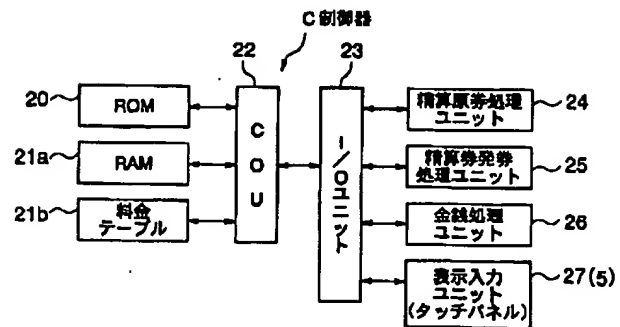 C 制御器
22
23
20
ROM
21a
RAM
21b
料金
テーブル
C
O
U
I/Oユニット
精算原券処理
ユニット
24
精算券発券
処理ユニット
25
金銭処理
ユニット
26
表示入力
ユニット
(タッチパネル)
27(5)